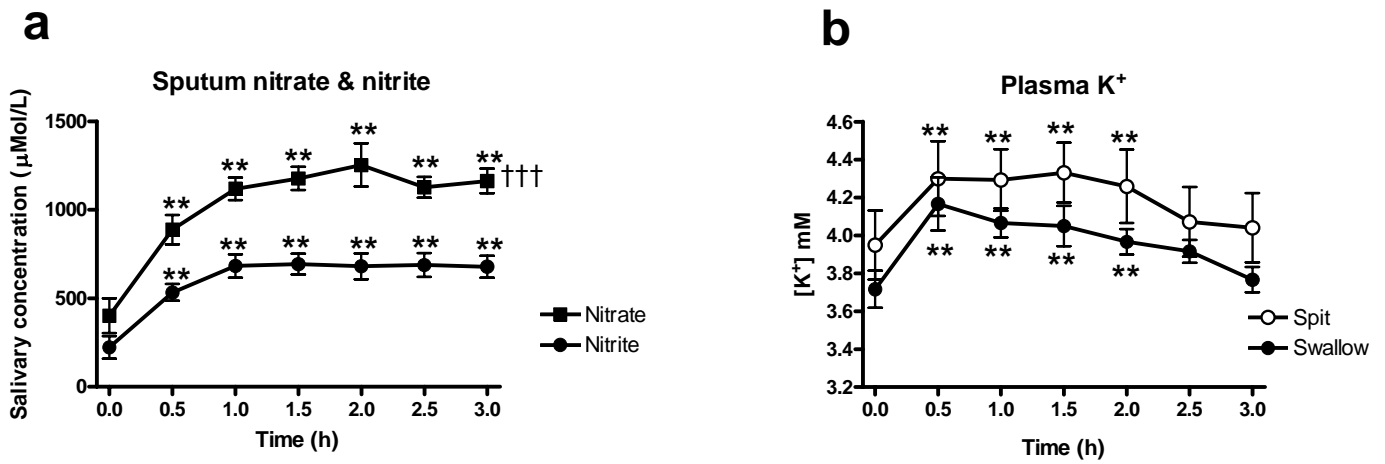 a
Sputum nitrate & nitrite
Salivary concentration (μMol/L)
1500
1000
500
0
** ** ** ** ** **
†††
** ** ** ** ** **
0.0 0.5 1.0 1.5 2.0 2.5 3.0
Time (h)
Nitrate
Nitrite
b
Plasma K⁺
[K⁺] mM
4.6
4.4
4.2
4.0
3.8
3.6
3.4
3.2
** ** ** **
** ** ** **
0.0 0.5 1.0 1.5 2.0 2.5 3.0
Time (h)
Spit
Swallow